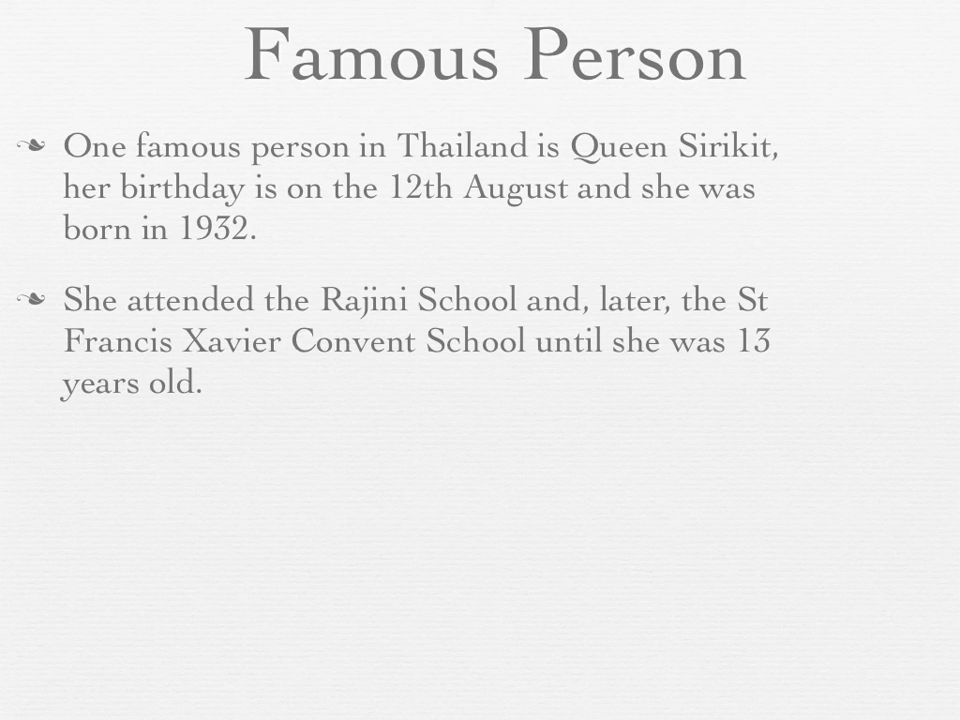 Famous Person
One famous person in Thailand is Queen Sirikit,
her birthday is on the 12th August and she was
born in 1932.
She attended the Rajini School and, later, the St
Francis Xavier Convent School until she was 13
years old.